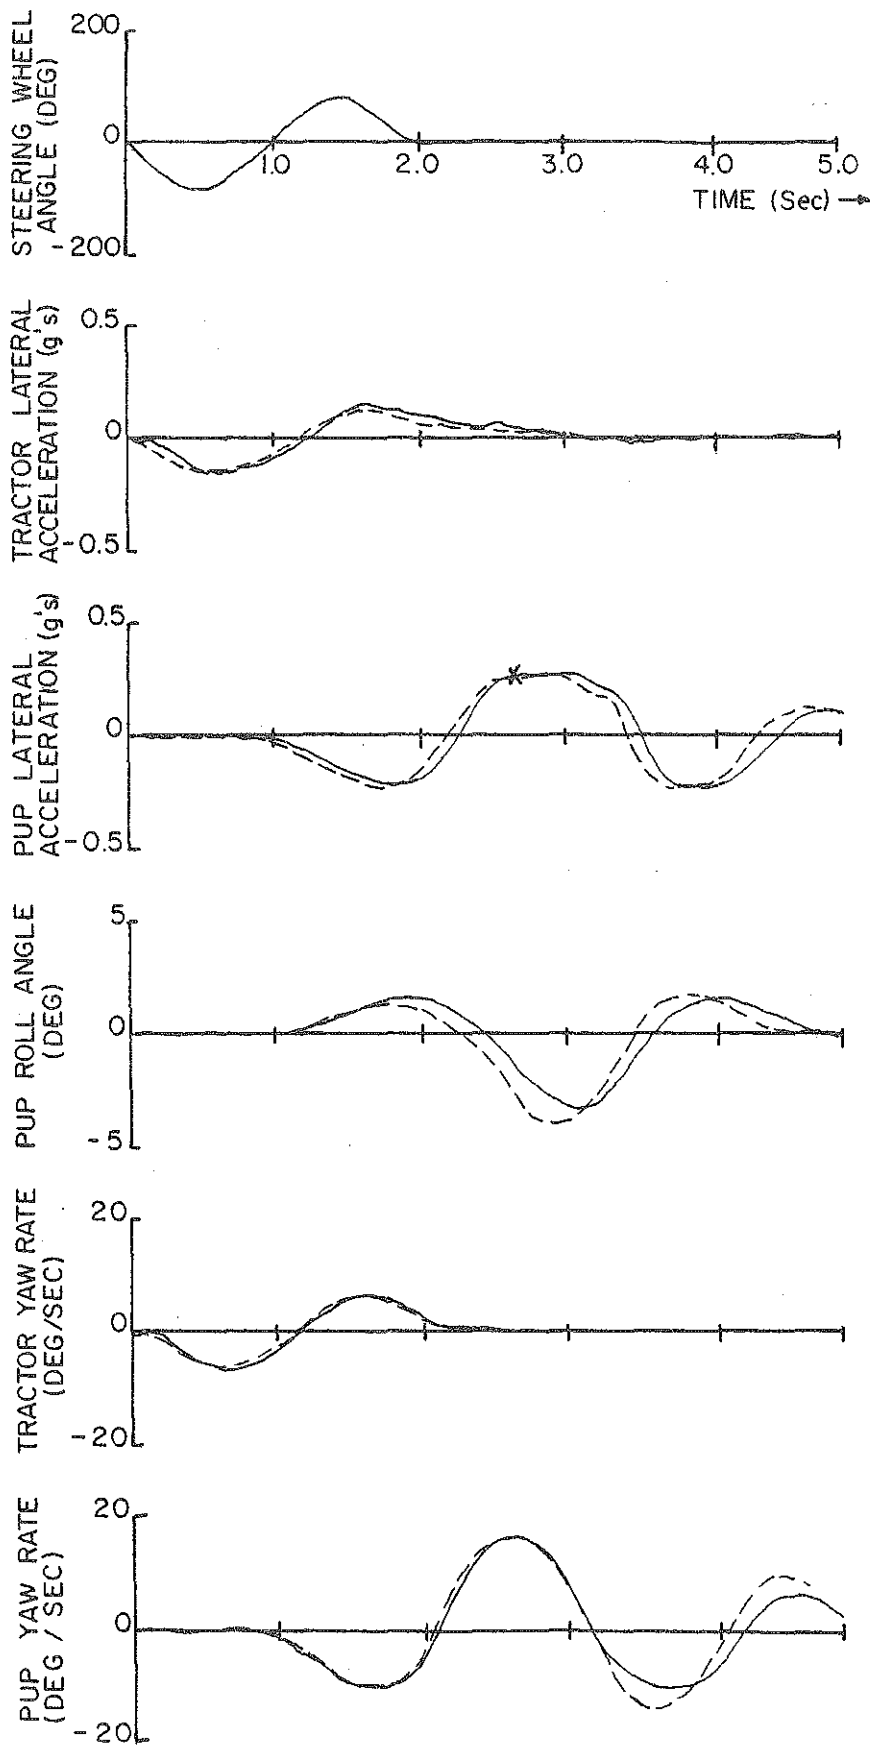 STEERING WHEEL
ANGLE (DEG)
200
0
-200
1.0
2.0
3.0
4.0
5.0
TIME (Sec) →
TRACTOR LATERAL
ACCELERATION (g's)
0.5
0
-0.5
PUP LATERAL
ACCELERATION (g's)
0.5
0
-0.5
PUP ROLL ANGLE
(DEG)
5
0
-5
TRACTOR YAW RATE
(DEG/SEC)
20
0
-20
PUP YAW RATE
(DEG / SEC)
20
0
-20